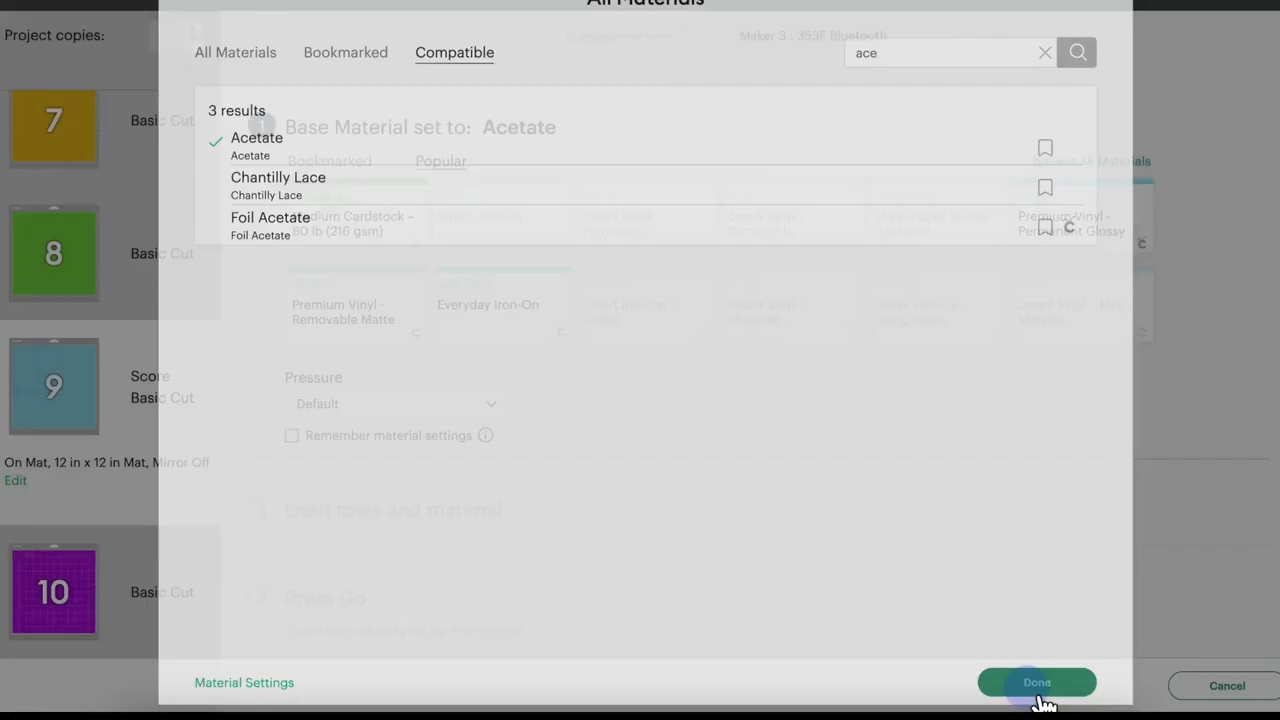 All Materials
Project copies:
Maker 3 : 353F Bluetooth
All Materials
Bookmarked
Compatible
ace
3 results
Acetate
Acetate
Chantilly Lace
Chantilly Lace
Foil Acetate
Foil Acetate
1
Base Material set to: Acetate
Bookmarked
Popular
Browse All Materials
Medium Cardstock –
80 lb (216 gsm)
Premium Vinyl -
Permanent Glossy
Premium Vinyl -
Removable Matte
Everyday Iron-On
Pressure
Default
Remember material settings
Load tools and material
Press Go
7
Basic Cut
8
Basic Cut
9
Score
Basic Cut
On Mat, 12 in x 12 in Mat, Mirror Off
Edit
10
Basic Cut
Material Settings
Done
Cancel